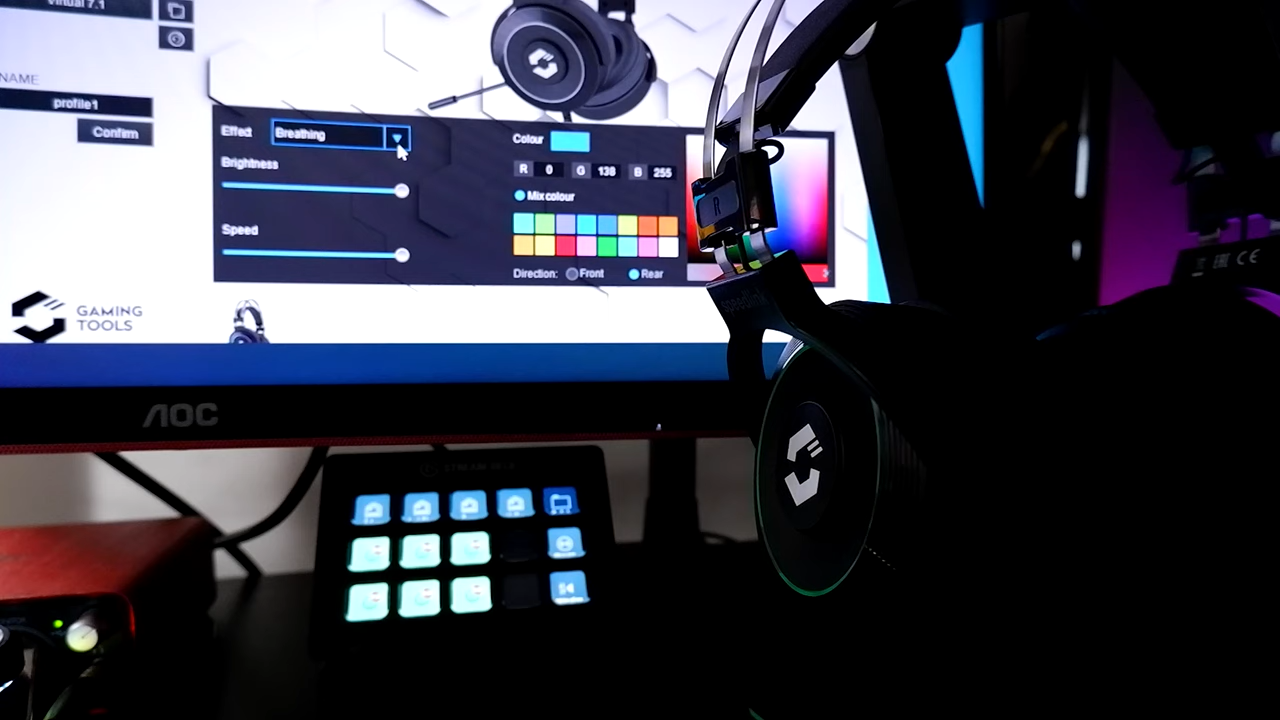 virtual 7.1
NAME
profile1
Confirm
Effect
Breathing
Brightness
Speed
Colour
R 0 G 138 B 255
Mix colour
Direction: Front Rear
GAMING
TOOLS
AOC
STREAM DECK
R
EAC CE